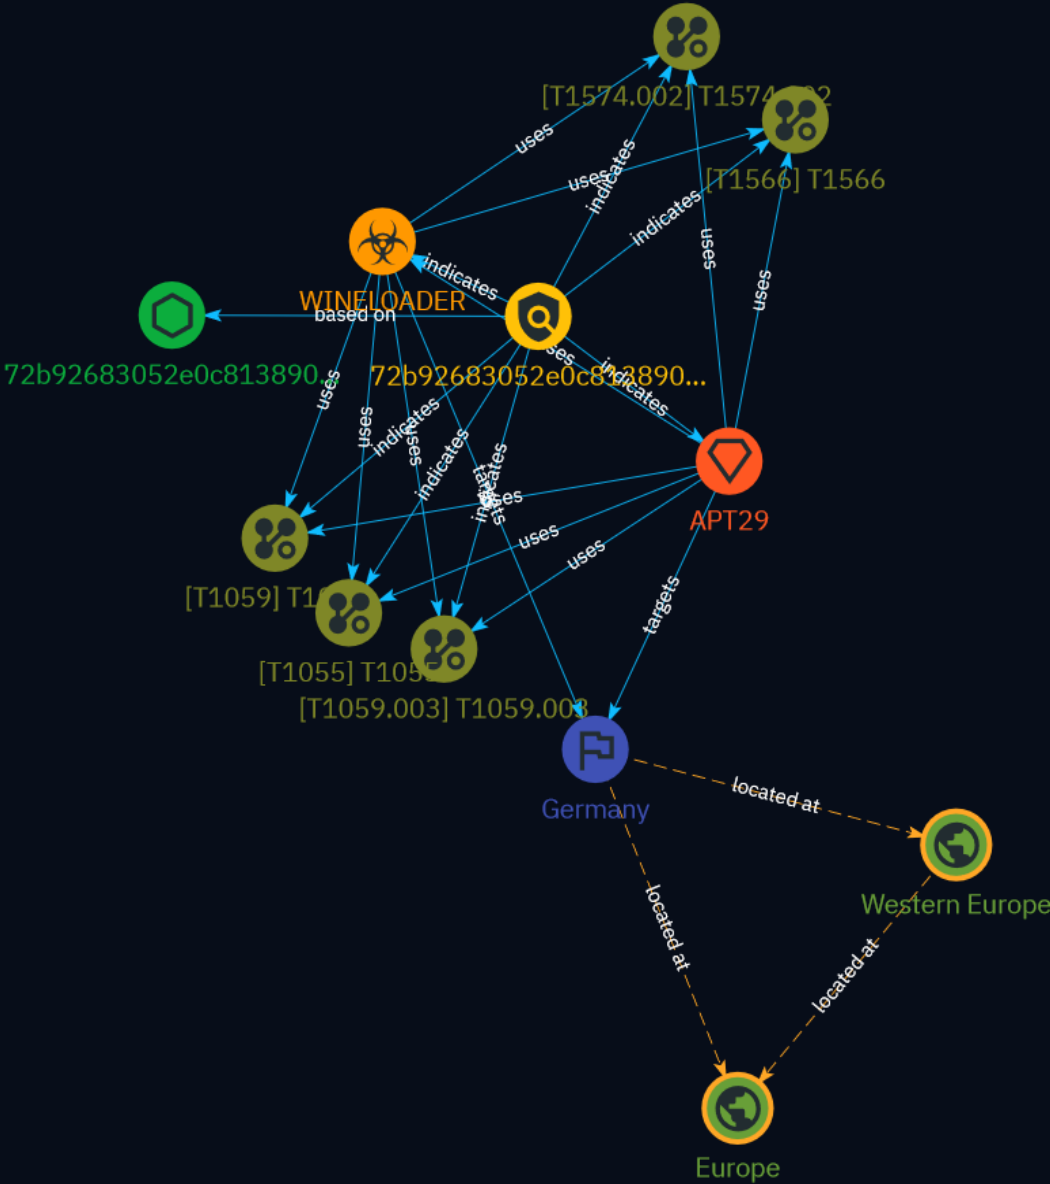 [T1574.002] T1574.002
uses
indicates
uses
[T1566] T1566
indicates
uses
uses
indicates
WINELOADER
based on
72b92683052e0c813890...
72b92683052e0c813890...
uses
indicates
uses
indicates
uses
uses
indicates
indicates
targets
uses
uses
uses
APT29
[T1059] T1
[T1055] T1055
[T1059.003] T1059.003
targets
Germany
located at
Western Europe
located at
located at
Europe